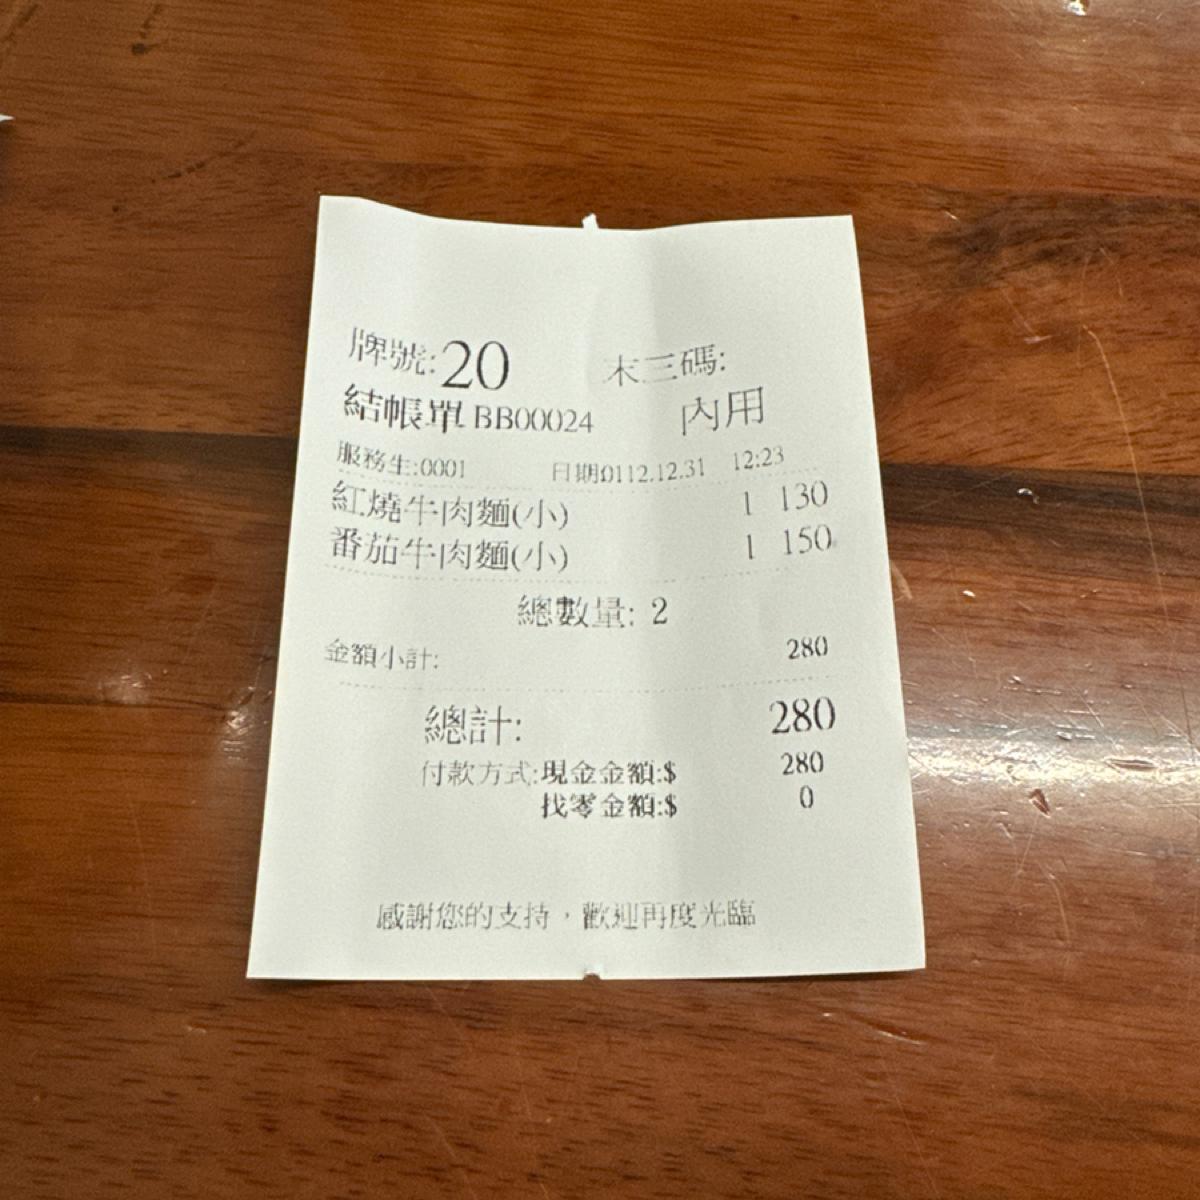 牌號:20 末三碼:
結帳單 BB00024 內用
服務生:0001 日期:0112.12.31 12:23
紅燒牛肉麵(小) 1 130
番茄牛肉麵(小) 1 150
總數量: 2
金額小計: 280
總計: 280
付款方式:現金金額:$ 280
找零金額:$ 0
感謝您的支持，歡迎再度光臨